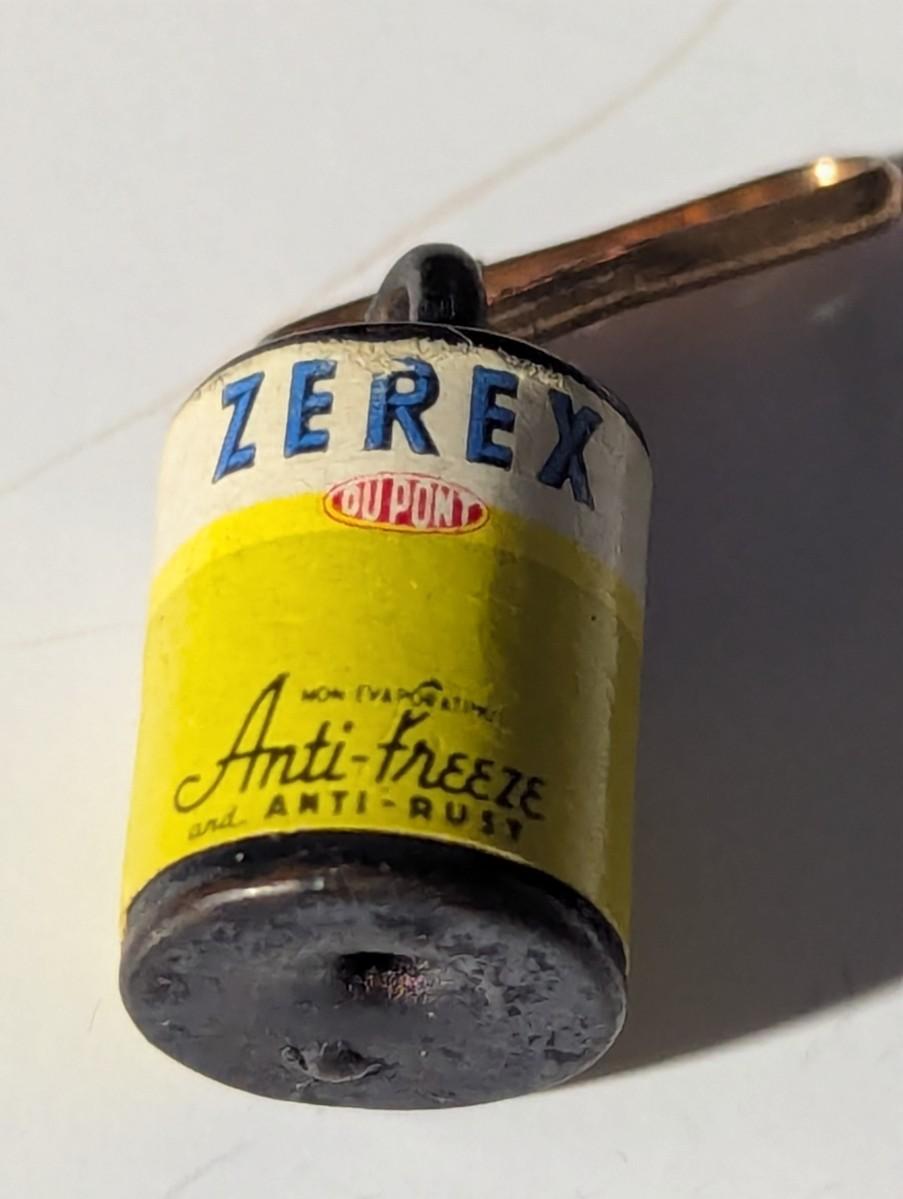 ZEREX
DU PONT
NON-EVAPORATING
Anti-FREEZE
and ANTI-RUST